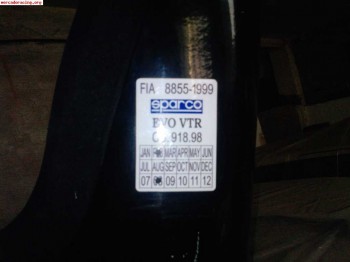 mercadoracing.org
FIA 8855-1999
sparco
EVO VTR
.918.98
JAN MAR APR MAY JUN
JUL AUG SEP OCT NOV DEC
07 09 10 11 12